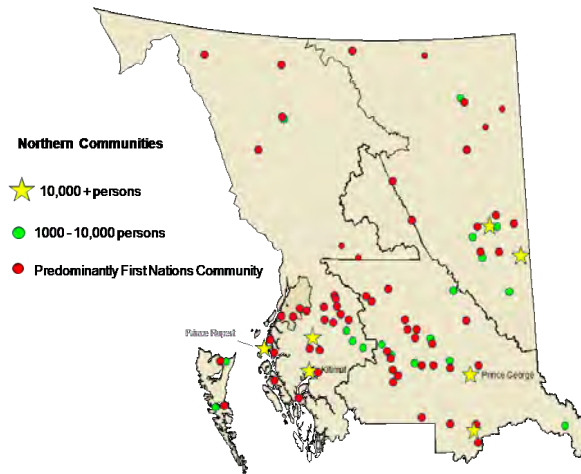 Northern Communities
10,000 + persons
1000 - 10,000 persons
Predominantly First Nations Community
Prince Rupert
Kitimat
Prince George